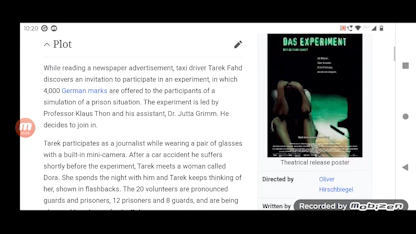 10:20
Plot
While reading a newspaper advertisement, taxi driver Tarek Fahd
discovers an invitation to participate in an experiment, in which
4,000 German marks are offered to the participants of a
simulation of a prison situation. The experiment is led by
Professor Klaus Thon and his assistant, Dr. Jutta Grimm. He
decides to join in.
Tarek participates as a journalist while wearing a pair of glasses
with a built-in mini-camera. After a car accident he suffers
shortly before the experiment, Tarek meets a woman called
Dora. She spends the night with him and Tarek keeps thinking of
her, shown in flashbacks. The 20 volunteers are pronounced
guards and prisoners, 12 prisoners and 8 guards, and are being
DAS EXPERIMENT
Theatrical release poster
Directed by Oliver
Hirschbiegel
Written by
Recorded by MOBIZEN